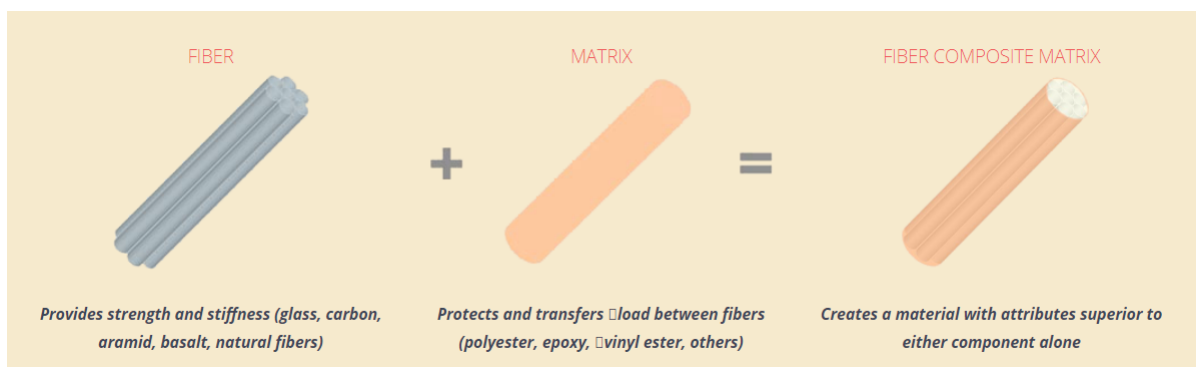 FIBER
MATRIX
FIBER COMPOSITE MATRIX
+
=
Provides strength and stiffness (glass, carbon,
aramid, basalt, natural fibers)
Protects and transfers load between fibers
(polyester, epoxy, vinyl ester, others)
Creates a material with attributes superior to
either component alone